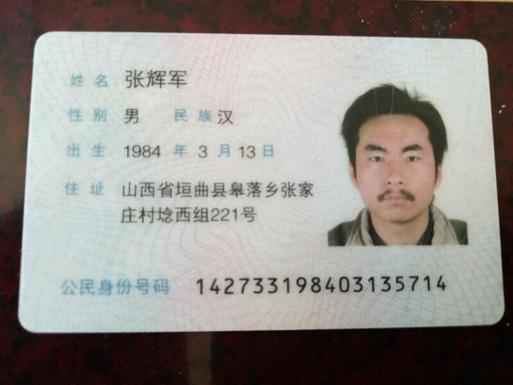 姓名 张辉军
性别 男 民族 汉
出生 1984 年 3 月 13 日
住址 山西省垣曲县皋落乡张家
庄村埝西组221号
公民身份号码 142733198403135714